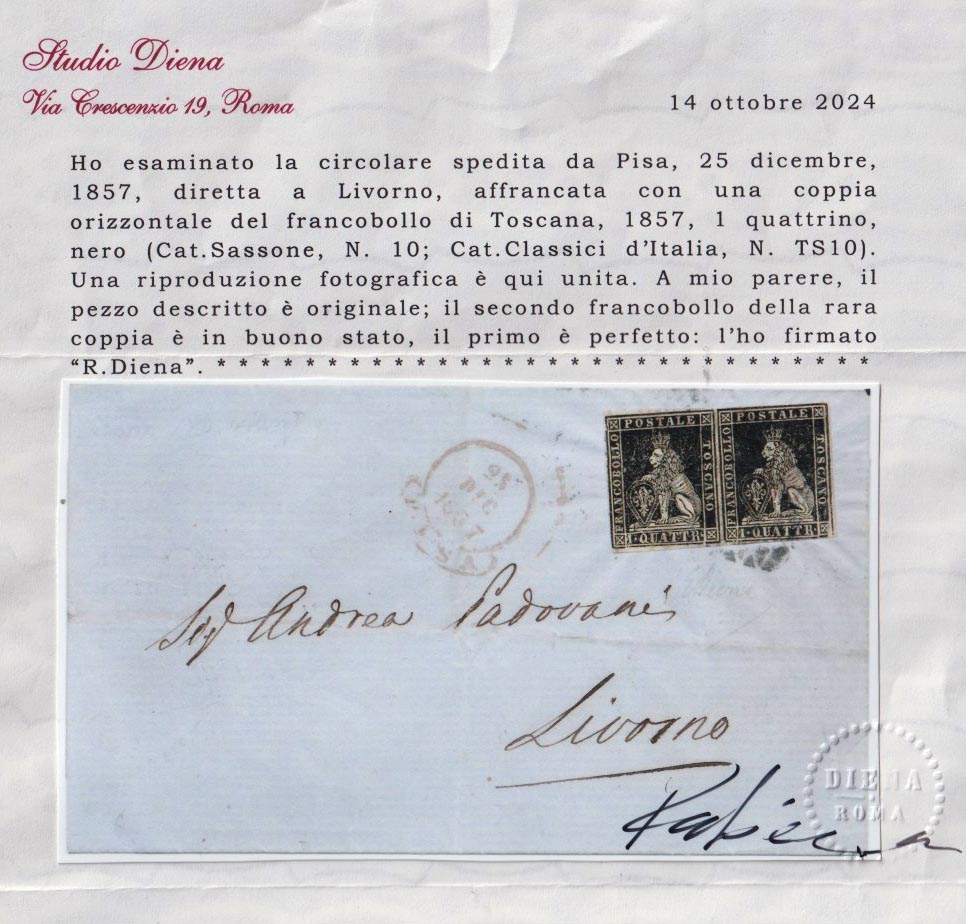 Studio Diena
Via Crescenzio 19, Roma
14 ottobre 2024
Ho esaminato la circolare spedita da Pisa, 25 dicembre,
1857, diretta a Livorno, affrancata con una coppia
orizzontale del francobollo di Toscana, 1857, 1 quattrino,
nero (Cat.Sassone, N. 10; Cat.Classici d'Italia, N. TS10).
Una riproduzione fotografica è qui unita. A mio parere, il
pezzo descritto è originale; il secondo francobollo della rara
coppia è in buono stato, il primo è perfetto: l'ho firmato
“R.Diena”. * * * * * * * * * * * * * * * * * * * * * * * * * * * * * * * * * * * * * * * * * * * *
FRANCOBOLLO POSTALE TOSCANO
1 QUATTR.
FRANCOBOLLO POSTALE TOSCANO
1 QUATTR.
25
DIC
1857
PISA
Sigr Andrea Padovani
Livorno
DIENA
ROMA